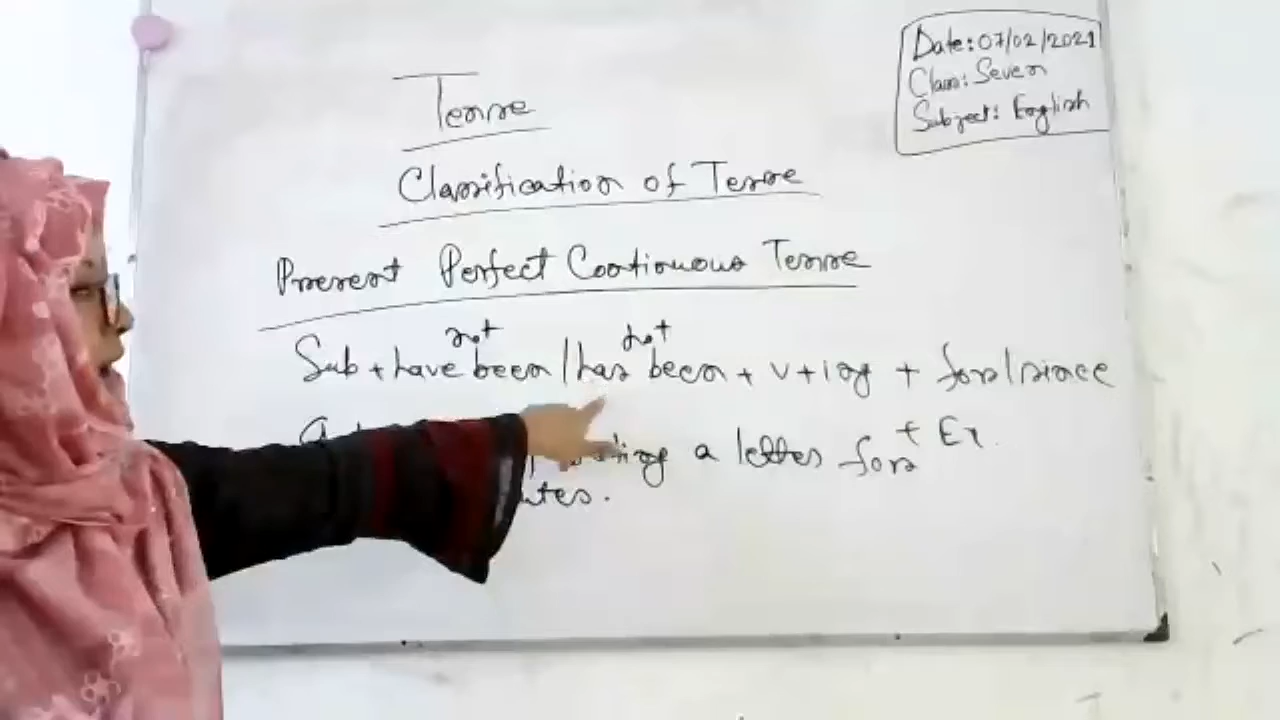 Date: 07/02/2021
Class: Seven
Subject: English
Tense
Classification of Tense
Present Perfect Continuous Tense
not not
Sub + have been / has been + v + ing + for/since
+ Ex.
a letter for